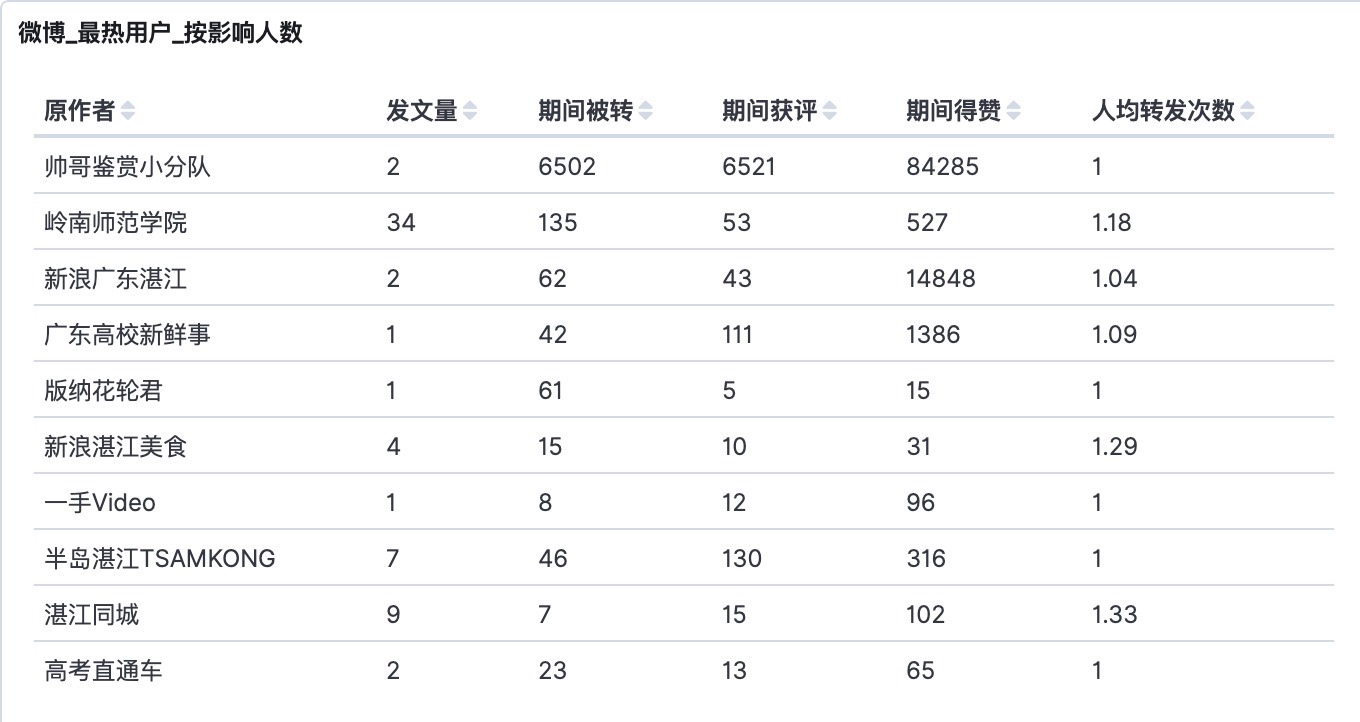 微博_最热用户_按影响人数
原作者 发文量 期间被转 期间获评 期间得赞 人均转发次数
帅哥鉴赏小分队 2 6502 6521 84285 1
岭南师范学院 34 135 53 527 1.18
新浪广东湛江 2 62 43 14848 1.04
广东高校新鲜事 1 42 111 1386 1.09
版纳花轮君 1 61 5 15 1
新浪湛江美食 4 15 10 31 1.29
一手Video 1 8 12 96 1
半岛湛江TSAMKONG 7 46 130 316 1
湛江同城 9 7 15 102 1.33
高考直通车 2 23 13 65 1